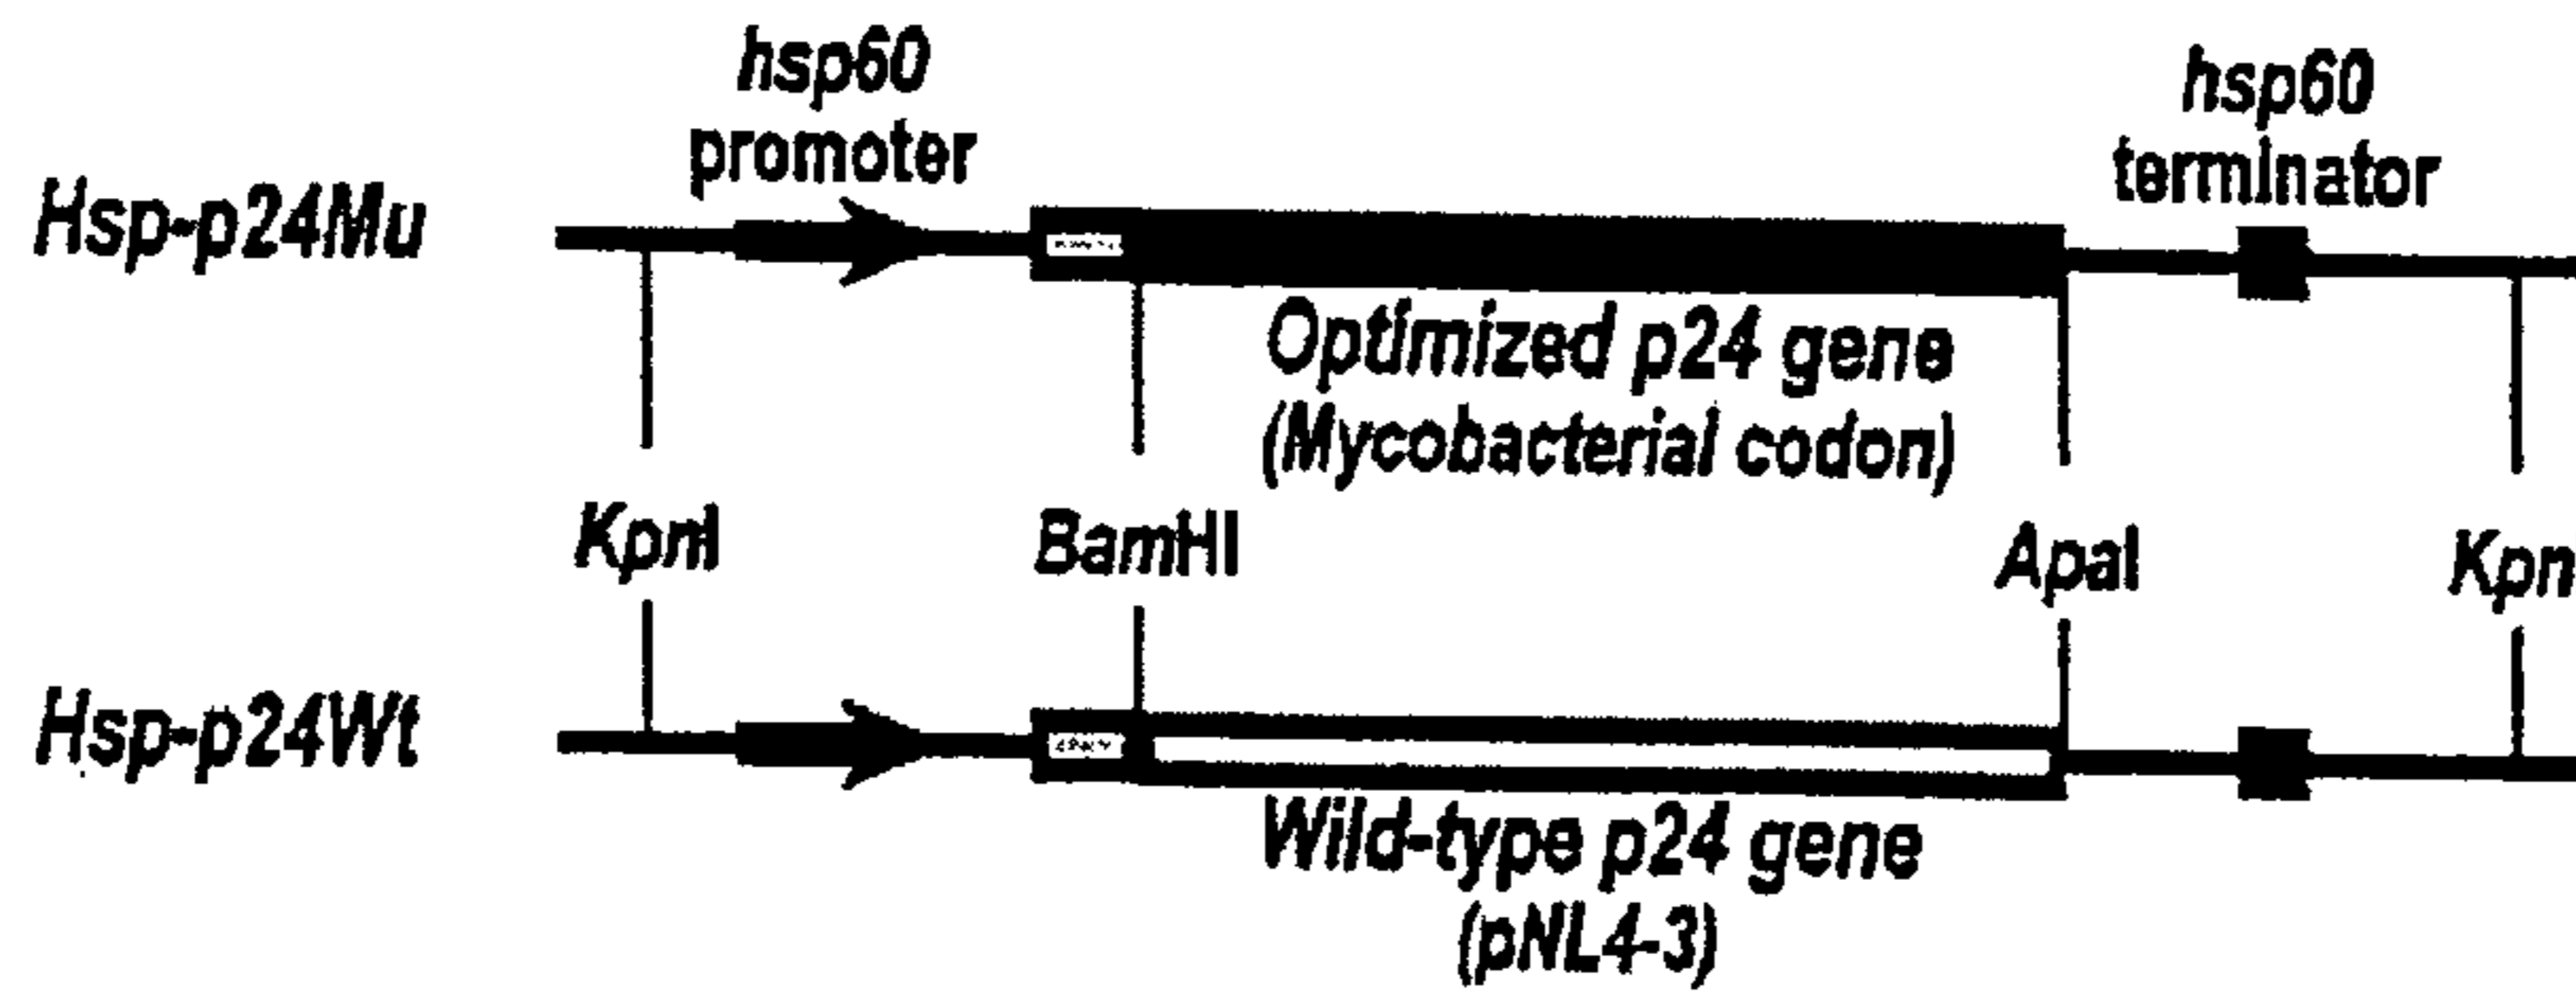 hsp60
promoter
hsp60
terminator
Hsp-p24Mu
Optimized p24 gene
(Mycobacterial codon)
KpnI BamHI ApaI Kpn
Hsp-p24Wt
Wild-type p24 gene
(pNL4-3)